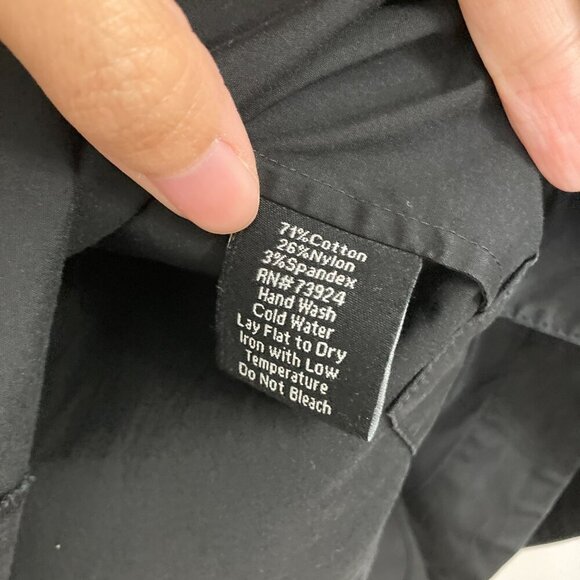 71%Cotton
26%Nylon
3%Spandex
RN# 73924
Hand Wash
Cold Water
Lay Flat to Dry
Iron with Low
Temperature
Do Not Bleach